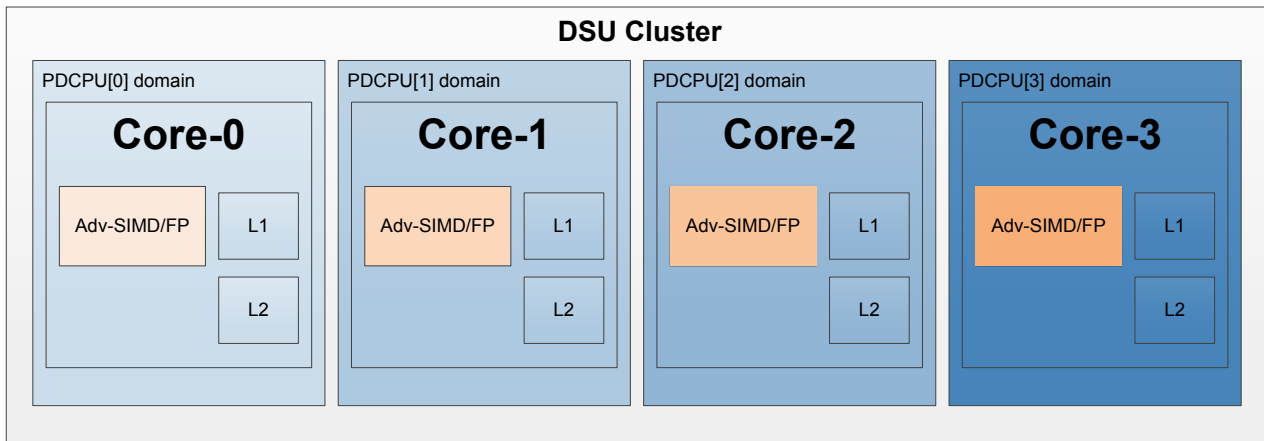 DSU Cluster
PDCPU[0] domain
Core-0
Adv-SIMD/FP
L1
L2
PDCPU[1] domain
Core-1
Adv-SIMD/FP
L1
L2
PDCPU[2] domain
Core-2
Adv-SIMD/FP
L1
L2
PDCPU[3] domain
Core-3
Adv-SIMD/FP
L1
L2